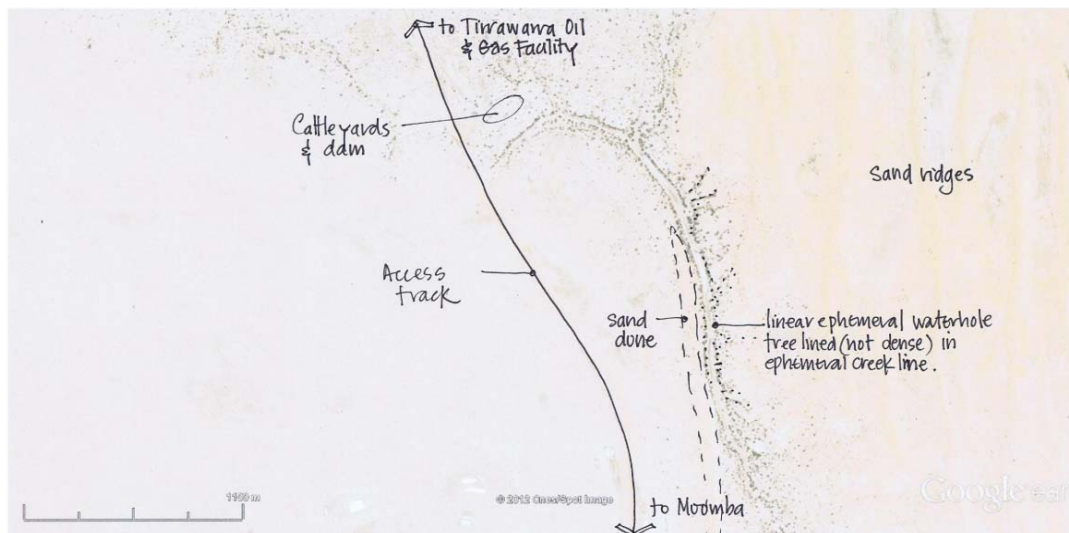 to Tirrawarra Oil
& Gas Facility
Cattleyards
& dam
Sand ridges
Access
track
sand
dune
linear ephemeral waterhole
tree lined (not dense) in
ephemeral creek line.
1100 m
© 2012 Cnes/Spot Image
to Moomba
Google earth